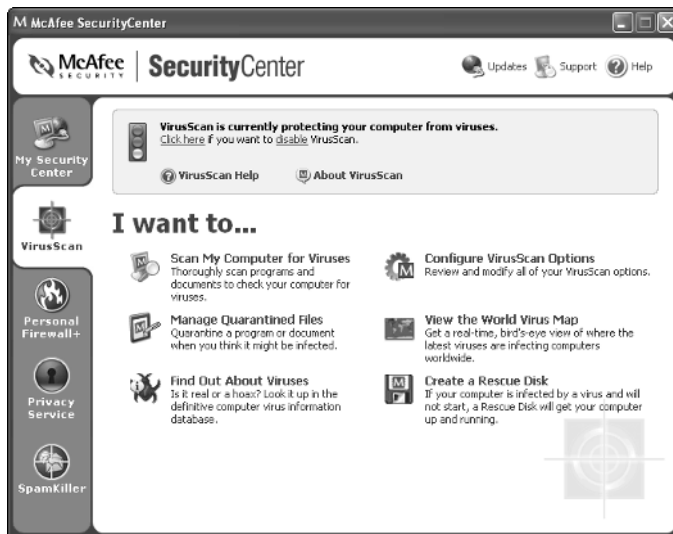 McAfee SecurityCenter
McAfee SECURITY SecurityCenter
Updates Support Help
My Security Center
VirusScan
Personal Firewall+
Privacy Service
SpamKiller
VirusScan is currently protecting your computer from viruses.
Click here if you want to disable VirusScan.
VirusScan Help About VirusScan
I want to...
Scan My Computer for Viruses
Thoroughly scan programs and
documents to check your computer for
viruses.
Configure VirusScan Options
Review and modify all of your VirusScan options.
Manage Quarantined Files
Quarantine a program or document
when you think it might be infected.
View the World Virus Map
Get a real-time, bird's-eye view of where the
latest viruses are infecting computers
worldwide.
Find Out About Viruses
Is it real or a hoax? Look it up in the
definitive computer virus information
database.
Create a Rescue Disk
If your computer is infected by a virus and will
not start, a Rescue Disk will get your computer
up and running.